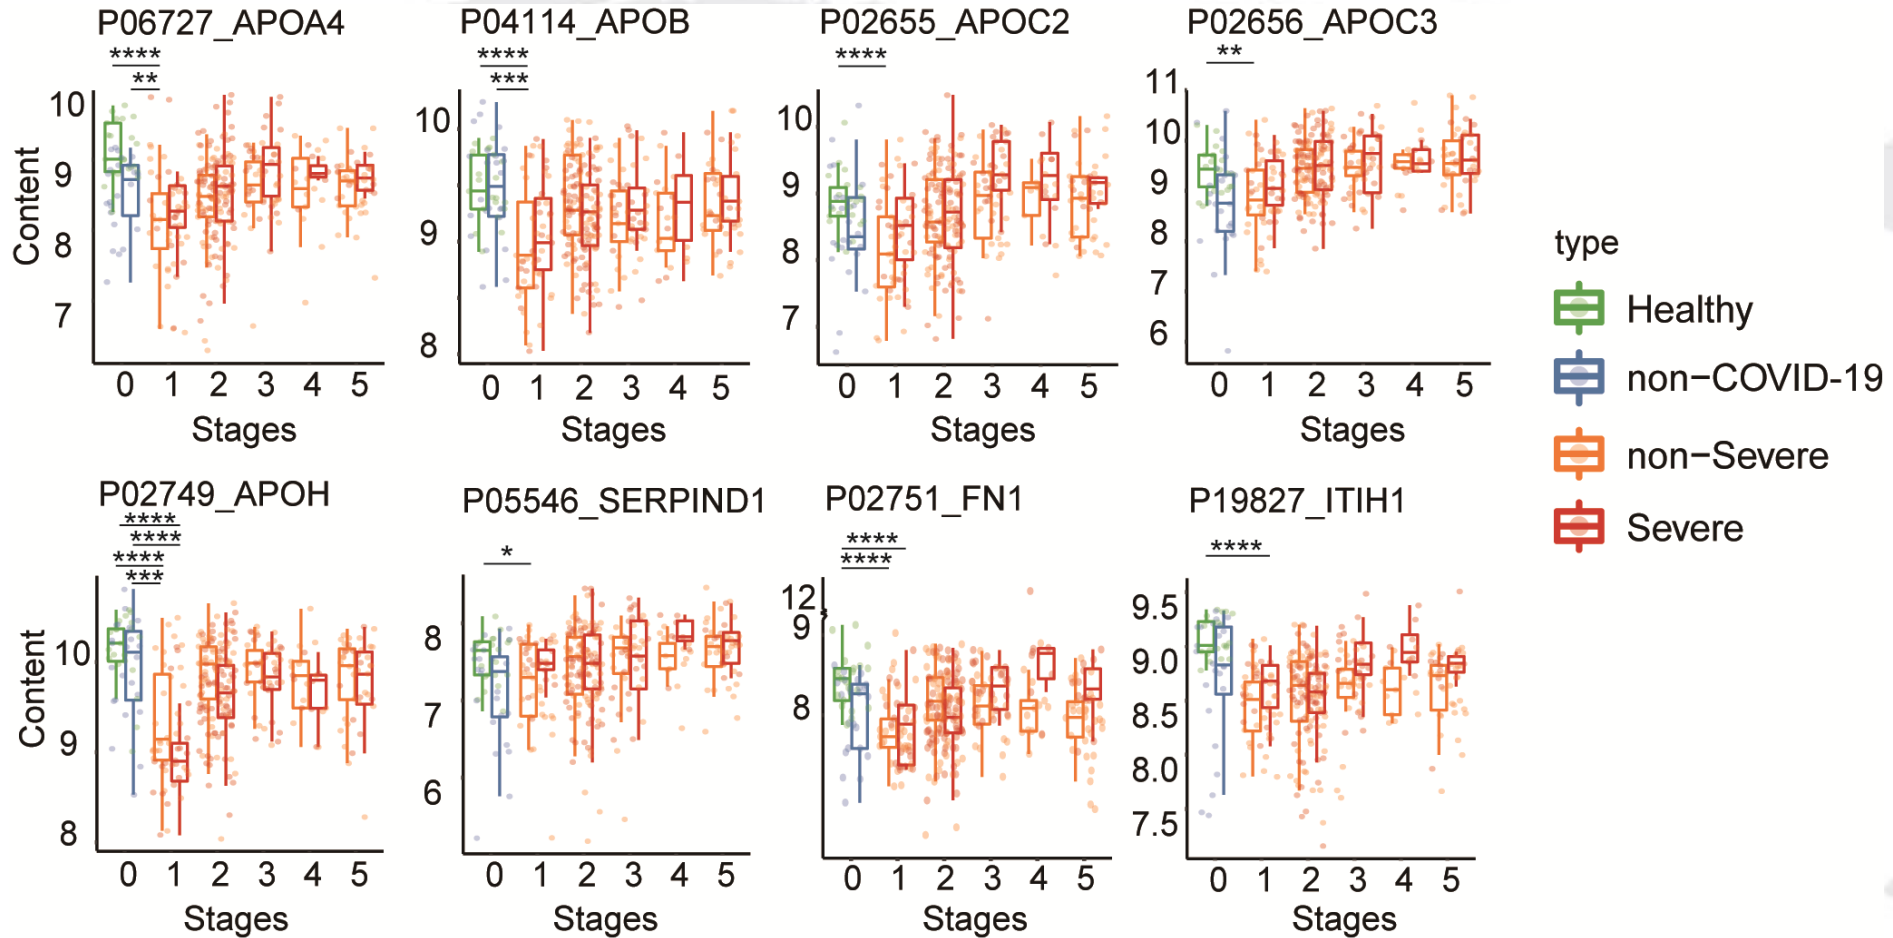 P06727_APOA4
P04114_APOB
P02655_APOC2
P02656_APOC3
****
**
****
***
****
**
Content
10
9
8
7
10
9
8
10
9
8
7
11
10
9
8
7
6
0 1 2 3 4 5
0 1 2 3 4 5
0 1 2 3 4 5
0 1 2 3 4 5
Stages
Stages
Stages
Stages
P02749_APOH
P05546_SERPIND1
P02751_FN1
P19827_ITIH1
****
****
****
***
*
****
****
****
Content
10
9
8
8
7
6
12
9
8
9.5
9.0
8.5
8.0
7.5
0 1 2 3 4 5
0 1 2 3 4 5
0 1 2 3 4 5
0 1 2 3 4 5
Stages
Stages
Stages
Stages
type
Healthy
non−COVID-19
non−Severe
Severe